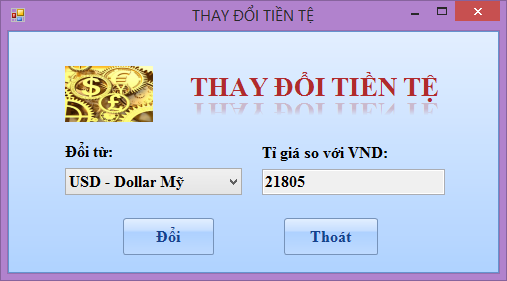 THAY ĐỔI TIỀN TỆ
THAY ĐỔI TIỀN TỆ
Đổi từ:
Tỉ giá so với VND:
USD - Dollar Mỹ
21805
Đổi
Thoát